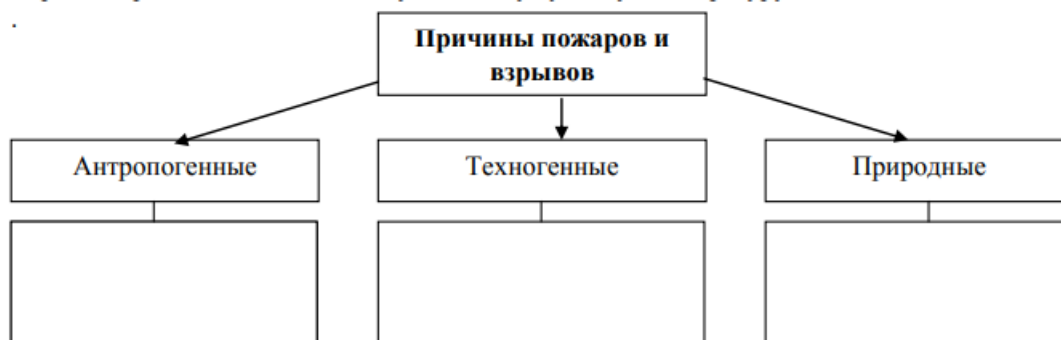 Причины пожаров и
взрывов
Антропогенные
Техногенные
Природные